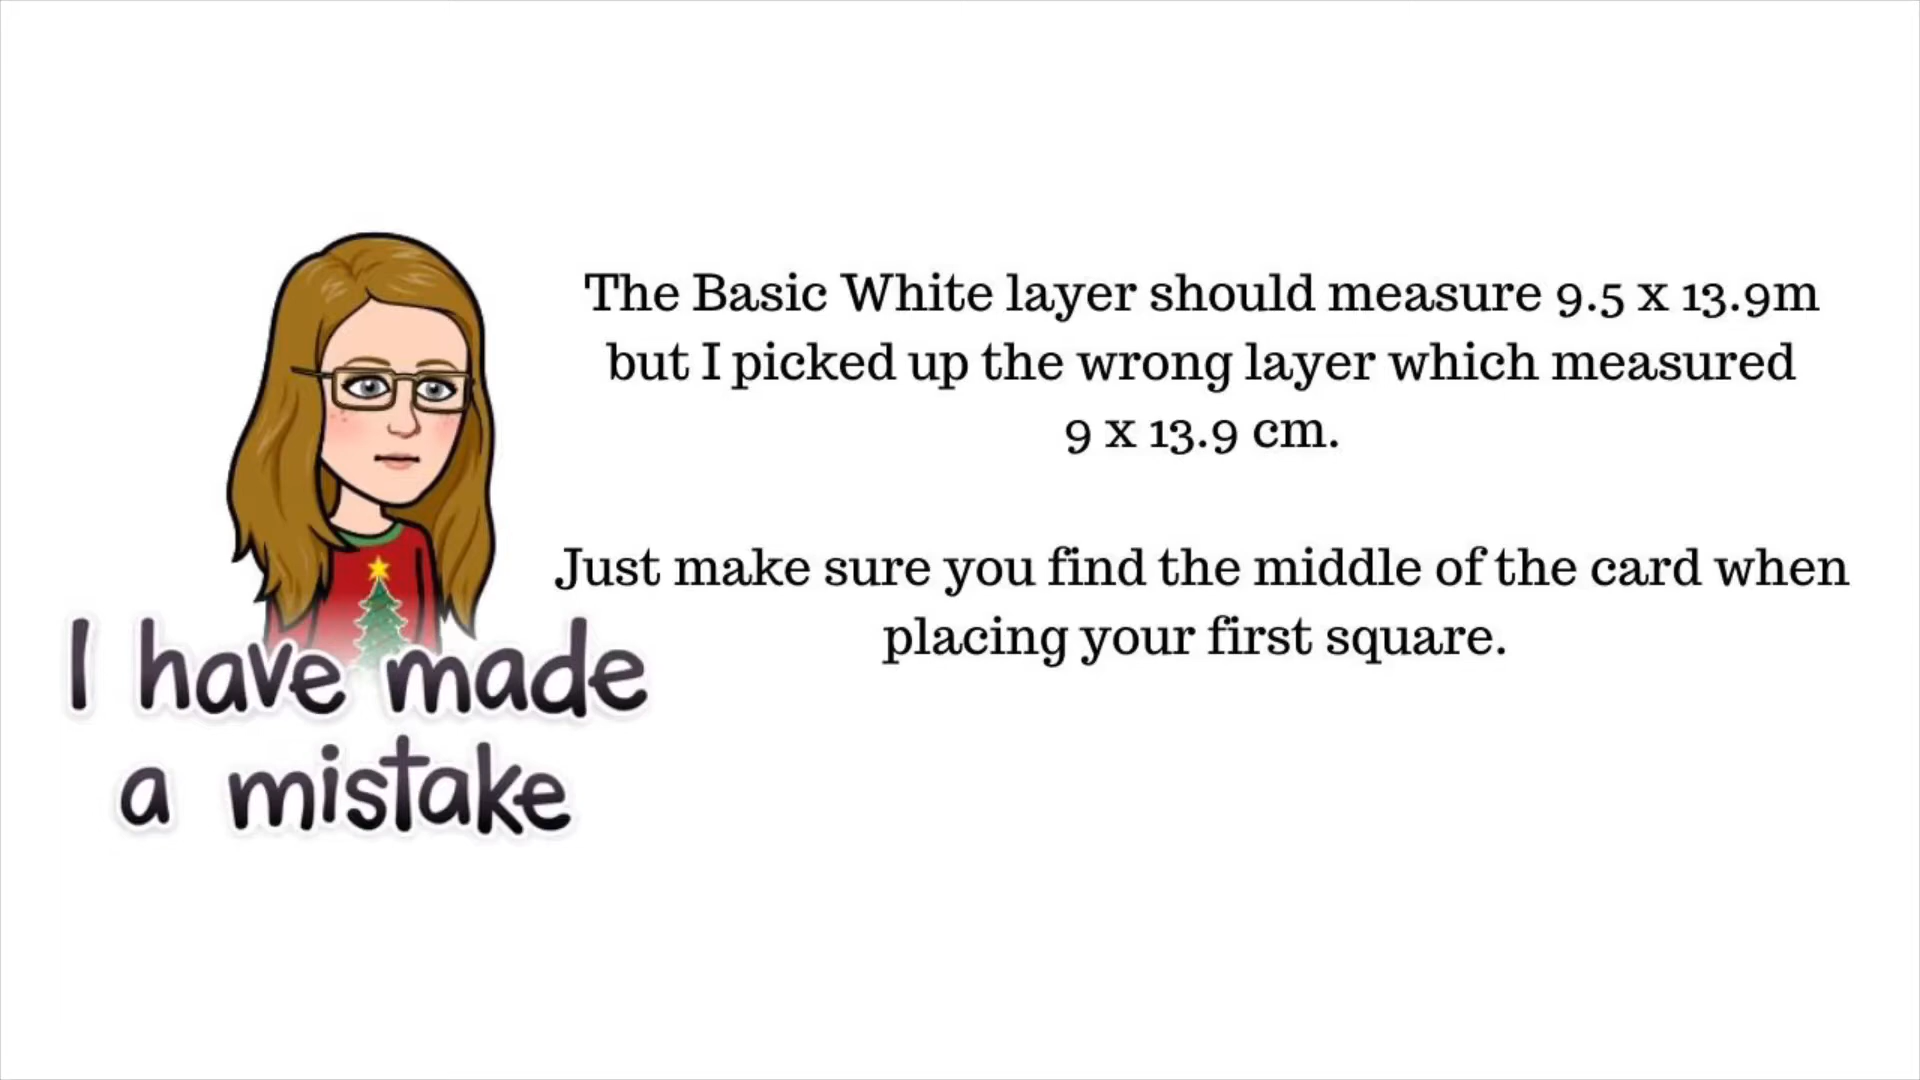 The Basic White layer should measure 9.5 x 13.9m
but I picked up the wrong layer which measured
9 x 13.9 cm.
Just make sure you find the middle of the card when
placing your first square.
I have made
a mistake